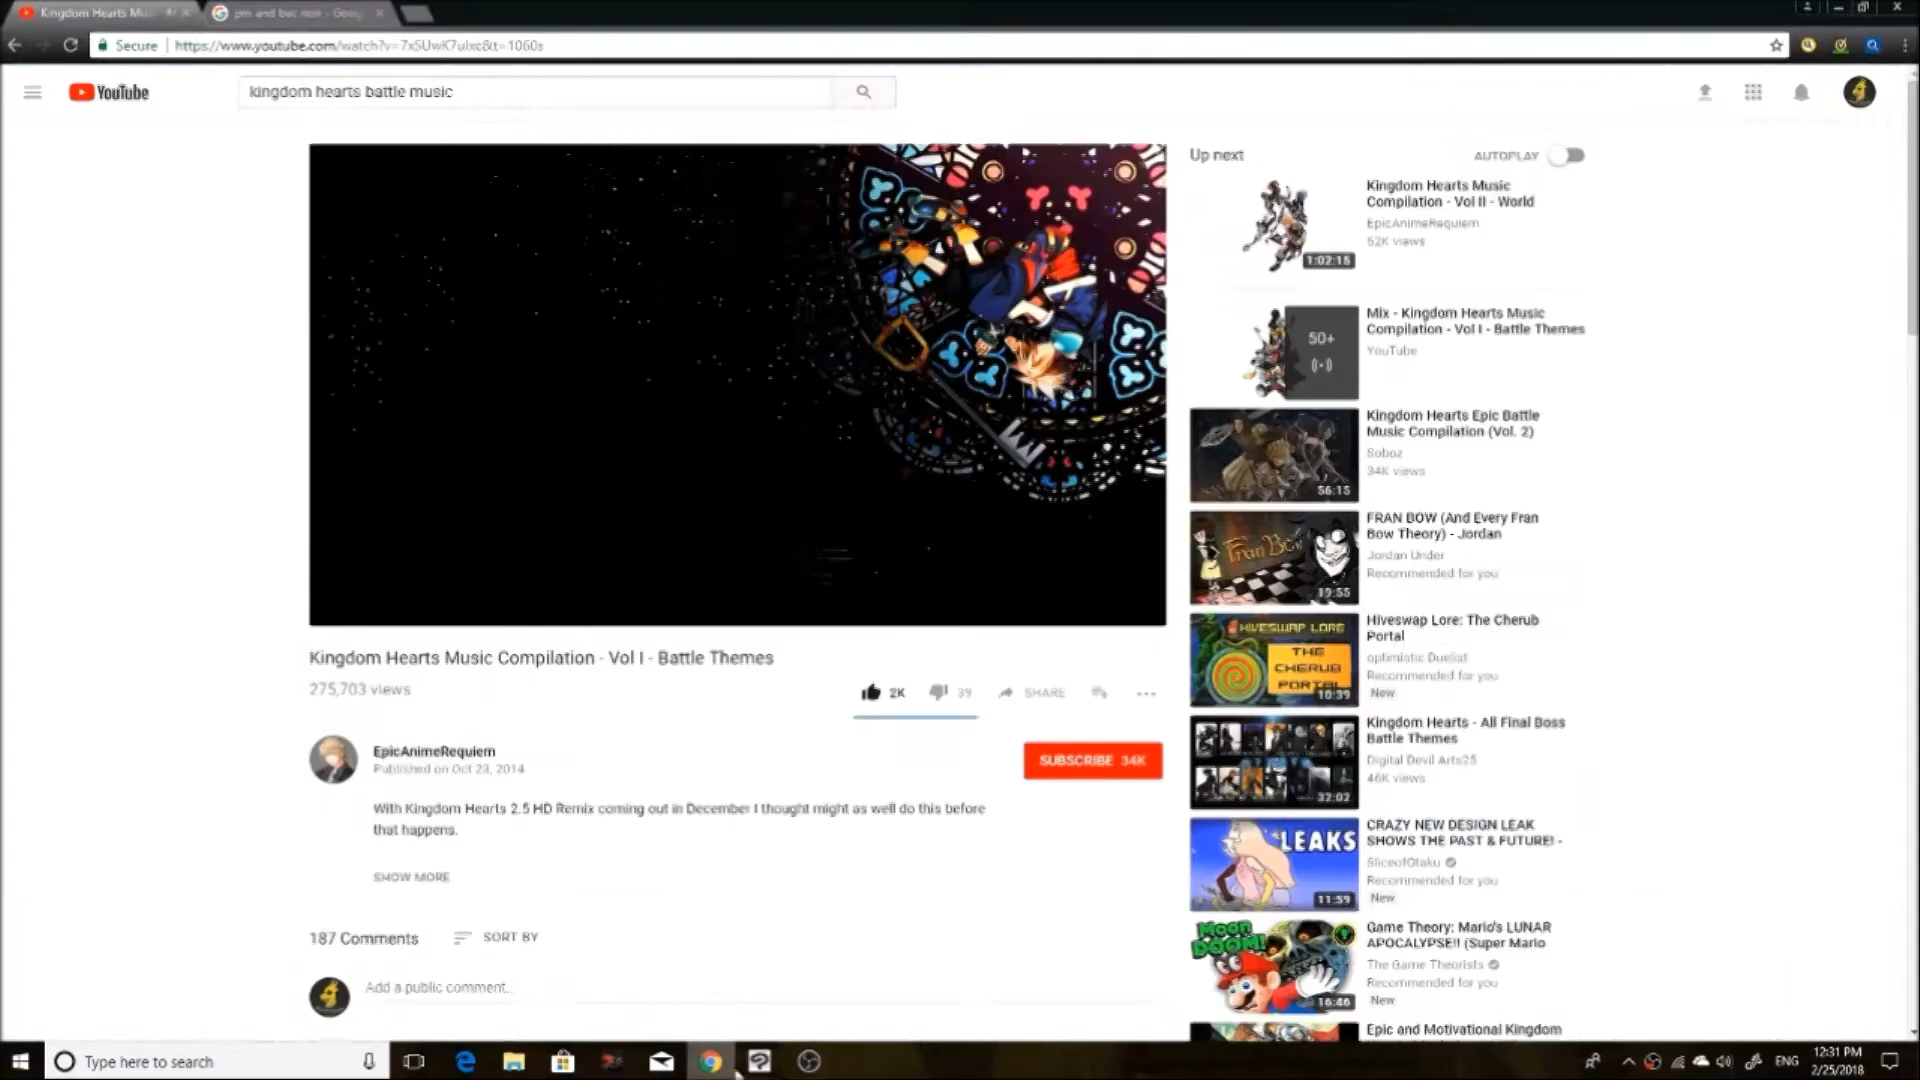 Kingdom Hearts Mu
Secure
https://www.youtube.com/watch?v=7xSUwK7uIxc&t=1060s
YouTube
kingdom hearts battle music
Up next
AUTOPLAY
Kingdom Hearts Music
Compilation - Vol II - World
EpicAnimeRequiem
52K views
1:02:15
Mix - Kingdom Hearts Music
Compilation - Vol I - Battle Themes
YouTube
50+
Kingdom Hearts Epic Battle
Music Compilation (Vol. 2)
Soboz
34K views
56:15
FRAN BOW (And Every Fran
Bow Theory) - Jordan
Jordan Under
Recommended for you
Fran Bow
19:55
Hiveswap Lore: The Cherub
Portal
optimistic Duelist
Recommended for you
New
HIVESWAP LORE
THE
CHERUB
PORTAL
10:39
Kingdom Hearts - All Final Boss
Battle Themes
Digital Devil Arts25
46K views
32:02
CRAZY NEW DESIGN LEAK
SHOWS THE PAST & FUTURE! -
SliceofOtaku
Recommended for you
New
LEAKS
11:59
Game Theory: Mario's LUNAR
APOCALYPSE!! (Super Mario
The Game Theorists
Recommended for you
New
Moon
DOOM!
16:46
Epic and Motivational Kingdom
Kingdom Hearts Music Compilation - Vol I - Battle Themes
275,703 views
2K
39
SHARE
EpicAnimeRequiem
Published on Oct 23, 2014
SUBSCRIBE 34K
With Kingdom Hearts 2.5 HD Remix coming out in December I thought might as well do this before
that happens.
SHOW MORE
187 Comments
SORT BY
Add a public comment...
Type here to search
ENG
12:31 PM
2/25/2018